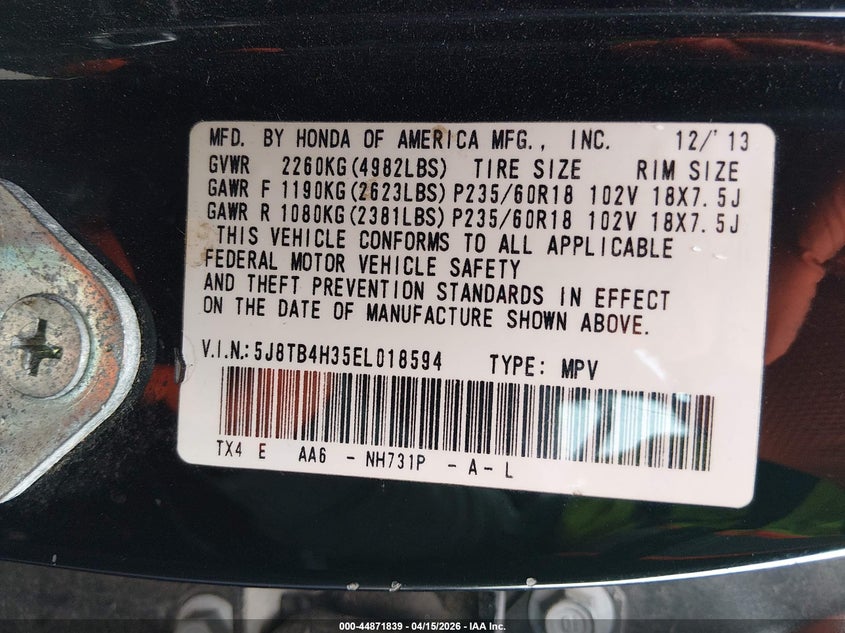 MFD. BY HONDA OF AMERICA MFG., INC. 12/'13
GVWR 2260KG(4982LBS) TIRE SIZE RIM SIZE
GAWR F 1190KG(2623LBS) P235/60R18 102V 18X7.5J
GAWR R 1080KG(2381LBS) P235/60R18 102V 18X7.5J
THIS VEHICLE CONFORMS TO ALL APPLICABLE
FEDERAL MOTOR VEHICLE SAFETY
AND THEFT PREVENTION STANDARDS IN EFFECT
ON THE DATE OF MANUFACTURE SHOWN ABOVE.
V.I.N.: 5J8TB4H35EL018594 TYPE: MPV
TX4 E AA6 - NH731P - A - L
000-44871839 - 04/15/2026 - IAA Inc.